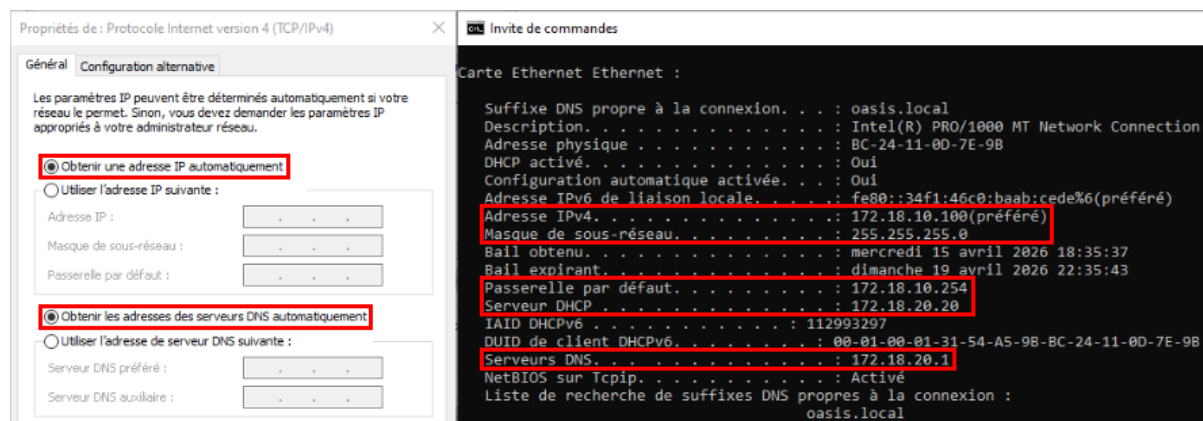 Propriétés de : Protocole Internet version 4 (TCP/IPv4)
Général
Configuration alternative
Les paramètres IP peuvent être déterminés automatiquement si votre
réseau le permet. Sinon, vous devez demander les paramètres IP
appropriés à votre administrateur réseau.
Obtenir une adresse IP automatiquement
Utiliser l'adresse IP suivante :
Adresse IP :
Masque de sous-réseau :
Passerelle par défaut :
Obtenir les adresses des serveurs DNS automatiquement
Utiliser l'adresse de serveur DNS suivante :
Serveur DNS préféré :
Serveur DNS auxiliaire :
Invite de commandes
Carte Ethernet Ethernet :
Suffixe DNS propre à la connexion. . . : oasis.local
Description. . . . . . . . . . . . . . : Intel(R) PRO/1000 MT Network Connection
Adresse physique . . . . . . . . . . . : BC-24-11-0D-7E-9B
DHCP activé. . . . . . . . . . . . . . : Oui
Configuration automatique activée. . . : Oui
Adresse IPv6 de liaison locale. . . . .: fe80::34f1:46c0:baab:cede%6(préféré)
Adresse IPv4. . . . . . . . . . . . . .: 172.18.10.100(préféré)
Masque de sous-réseau. . . . . . . . . : 255.255.255.0
Bail obtenu. . . . . . . . . . . . . . : mercredi 15 avril 2026 18:35:37
Bail expirant. . . . . . . . . . . . . : dimanche 19 avril 2026 22:35:43
Passerelle par défaut. . . . . . . . . : 172.18.10.254
Serveur DHCP . . . . . . . . . . . . . : 172.18.20.20
IAID DHCPv6 . . . . . . . . . . . : 112993297
DUID de client DHCPv6. . . . . . . . : 00-01-00-01-31-54-A5-9B-BC-24-11-0D-7E-9B
Serveurs DNS. . . . . . . . . . . . . : 172.18.20.1
NetBIOS sur Tcpip. . . . . . . . . . . : Activé
Liste de recherche de suffixes DNS propres à la connexion :
oasis.local